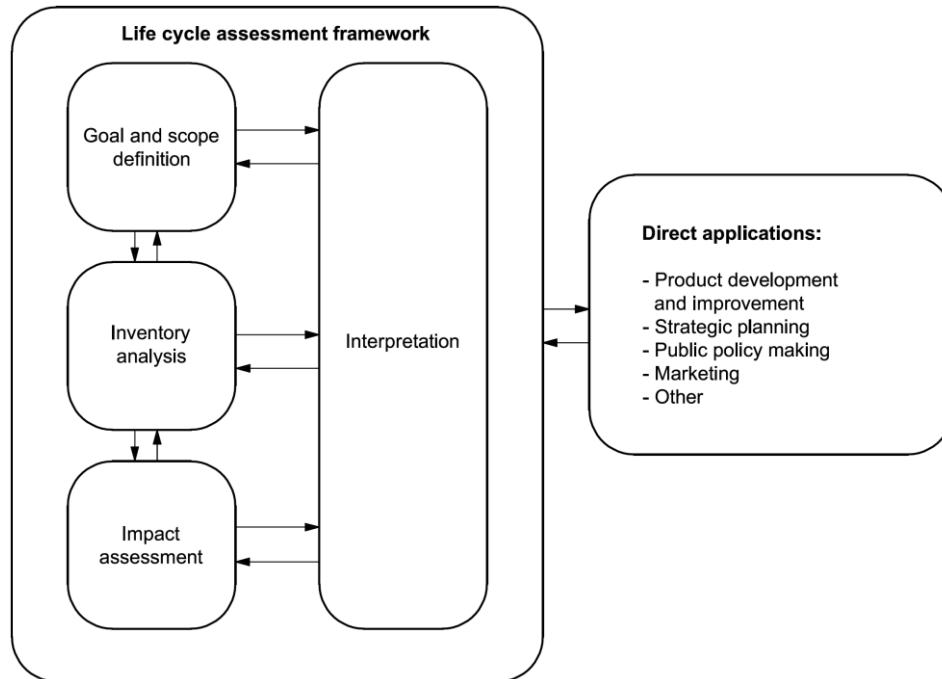 Life cycle assessment framework
Goal and scope
definition
Inventory
analysis
Impact
assessment
Interpretation
Direct applications:
- Product development
and improvement
- Strategic planning
- Public policy making
- Marketing
- Other